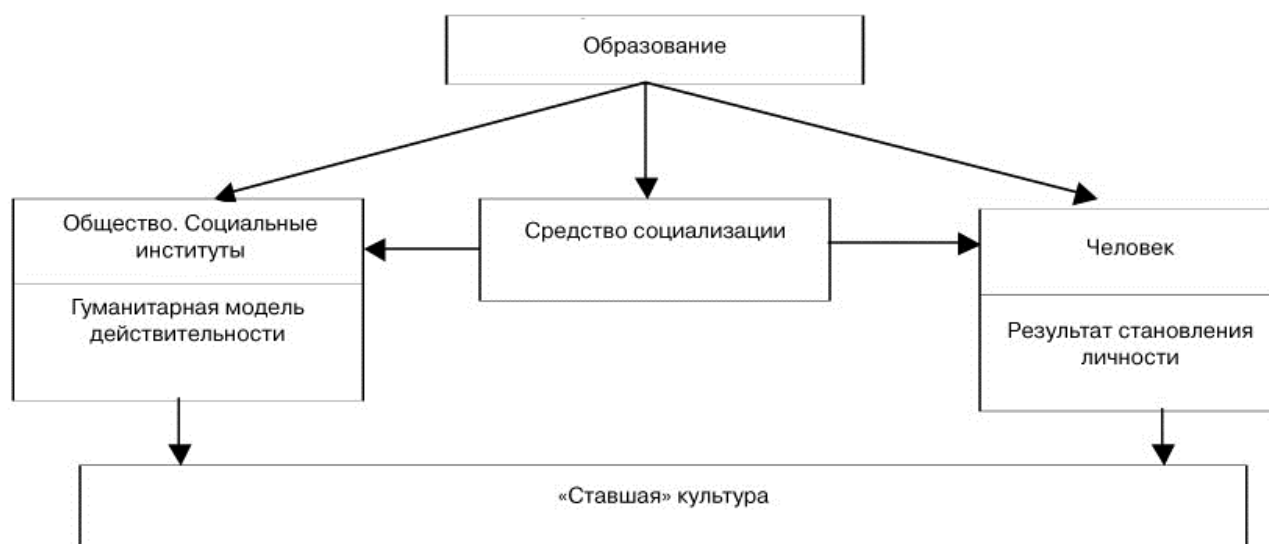 Образование
Общество. Социальные
институты
Гуманитарная модель
действительности
Средство социализации
Человек
Результат становления
личности
«Ставшая» культура